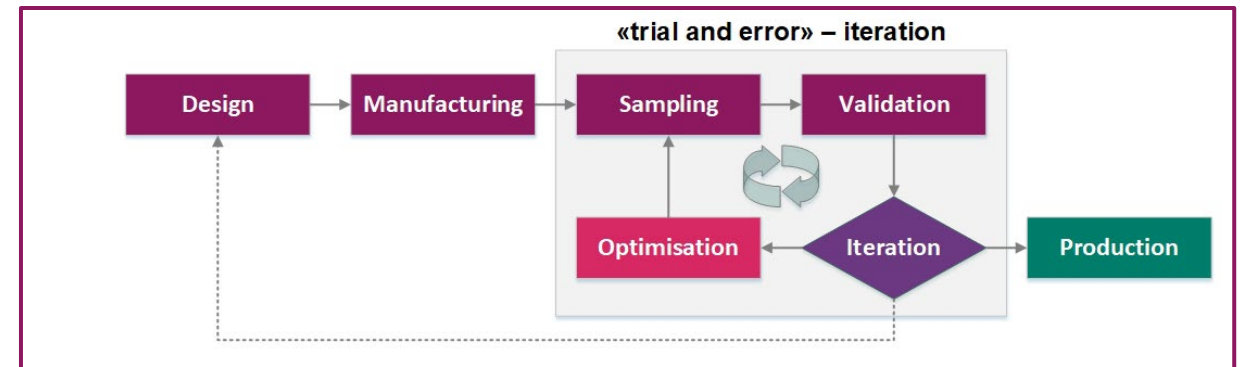 «trial and error» – iteration
Design
Manufacturing
Sampling
Validation
Optimisation
Iteration
Production